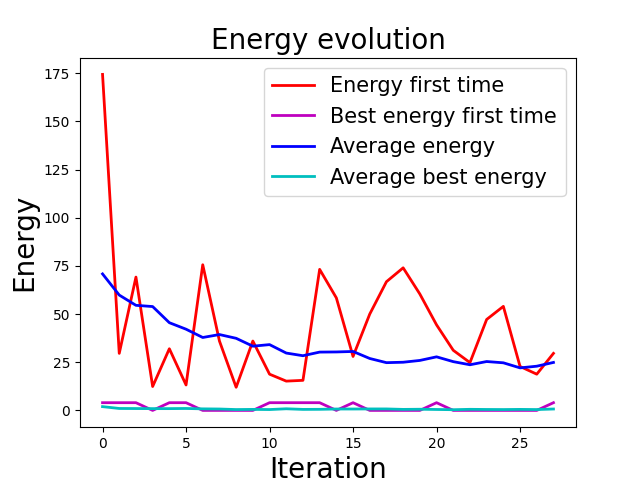 Energy evolution
Energy
175
150
125
100
75
50
25
0
Energy first time
Best energy first time
Average energy
Average best energy
0 5 10 15 20 25
Iteration